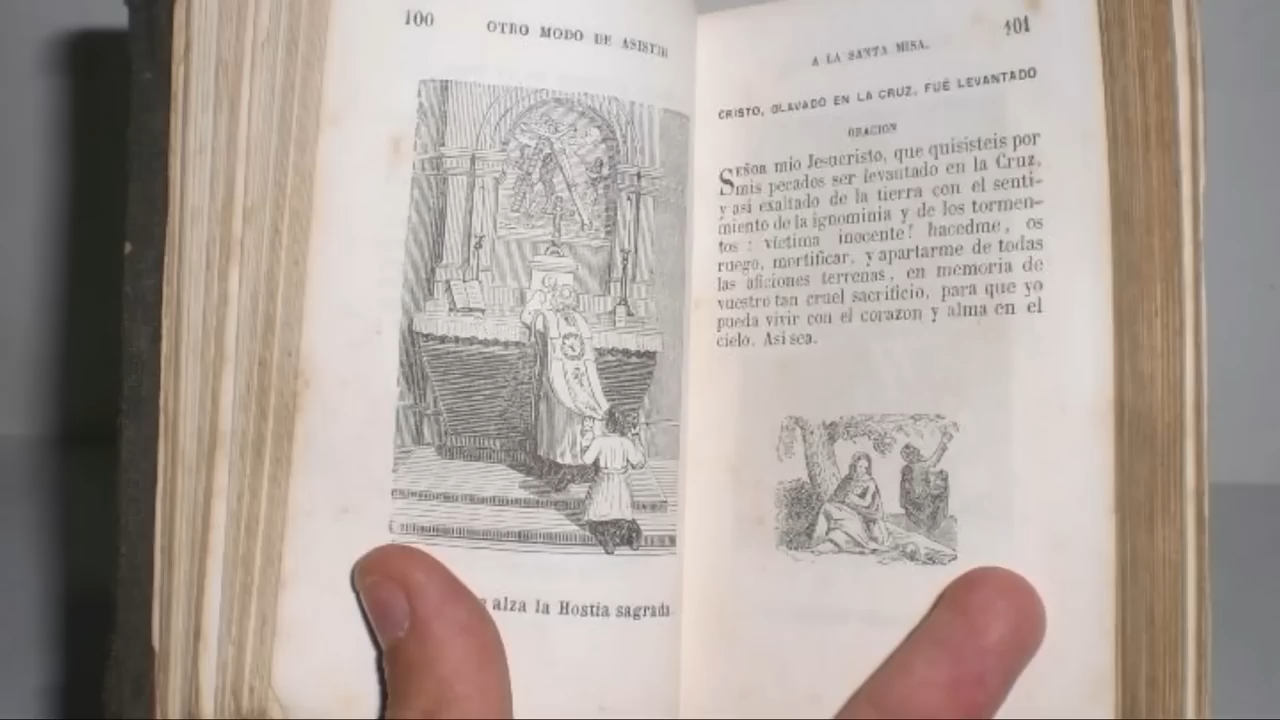 100
OTRO MODO DE ASISTIR
alza la Hostia sagrada
A LA SANTA MISA.
101
CRISTO, CLAVADO EN LA CRUZ, FUÉ LEVANTADO
ORACION
SEÑOR mio Jesucristo, que quisisteis por
mis pecados ser levantado en la Cruz,
y asi exaltado de la tierra con el senti-
miento de la ignominia y de los tormen-
tos : víctima inocente! hacedme, os
ruego, mortificar, y apartarme de todas
las aficiones terrenas, en memoria de
vuestro tan cruel sacrificio, para que yo
pueda vivir con el corazon y alma en el
cielo. Asi sea.